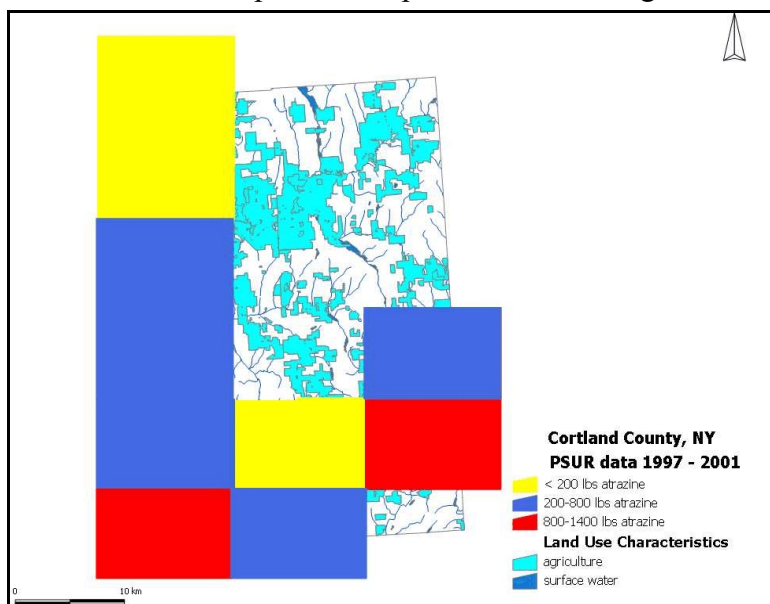 Cortland County, NY
PSUR data 1997 - 2001
< 200 lbs atrazine
200-800 lbs atrazine
800-1400 lbs atrazine
Land Use Characteristics
agriculture
surface water
0 10 km